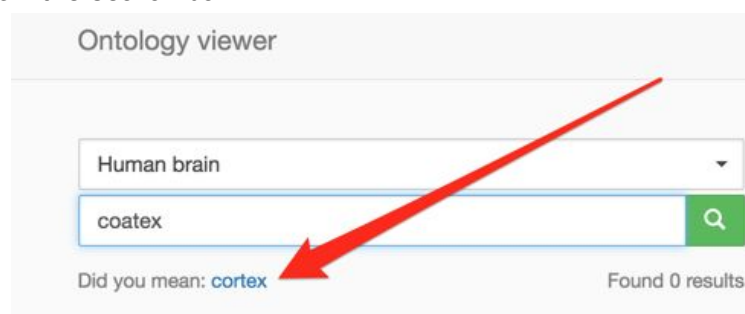 Ontology viewer
Human brain
coatex
Did you mean: cortex Found 0 results